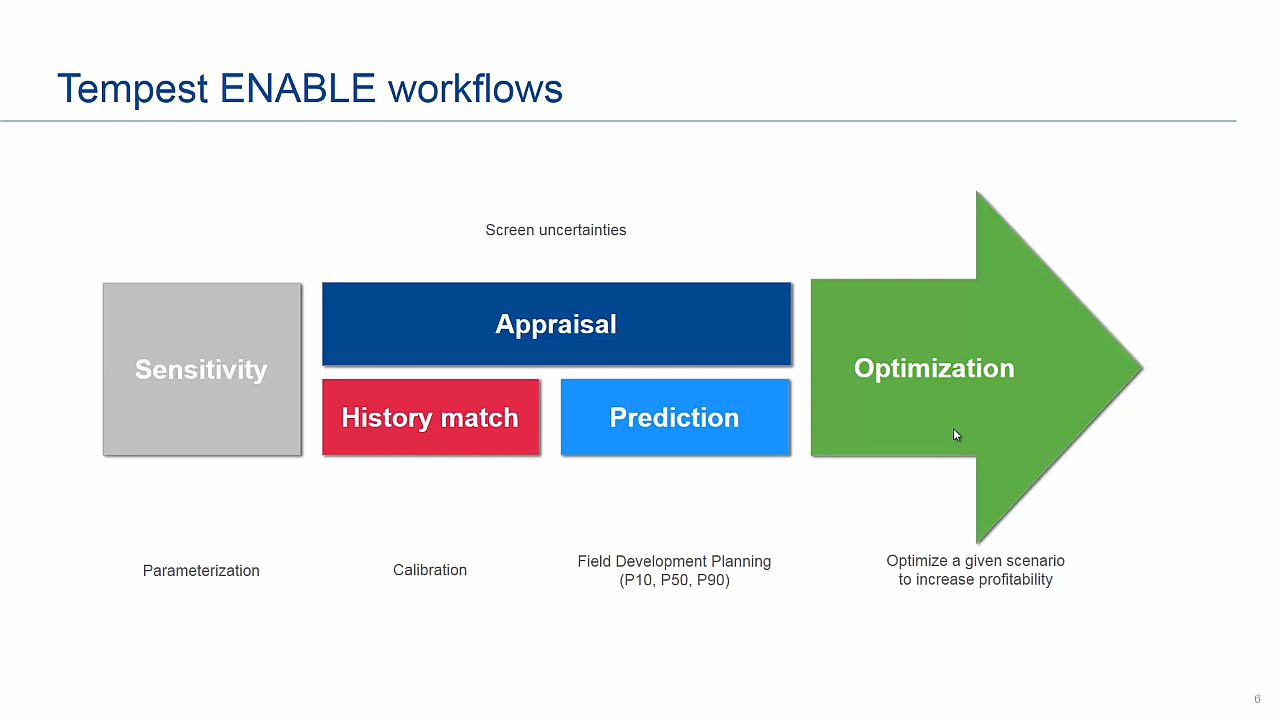 Tempest ENABLE workflows
Screen uncertainties
Sensitivity
Appraisal
History match
Prediction
Optimization
Parameterization
Calibration
Field Development Planning
(P10, P50, P90)
Optimize a given scenario
to increase profitability
6